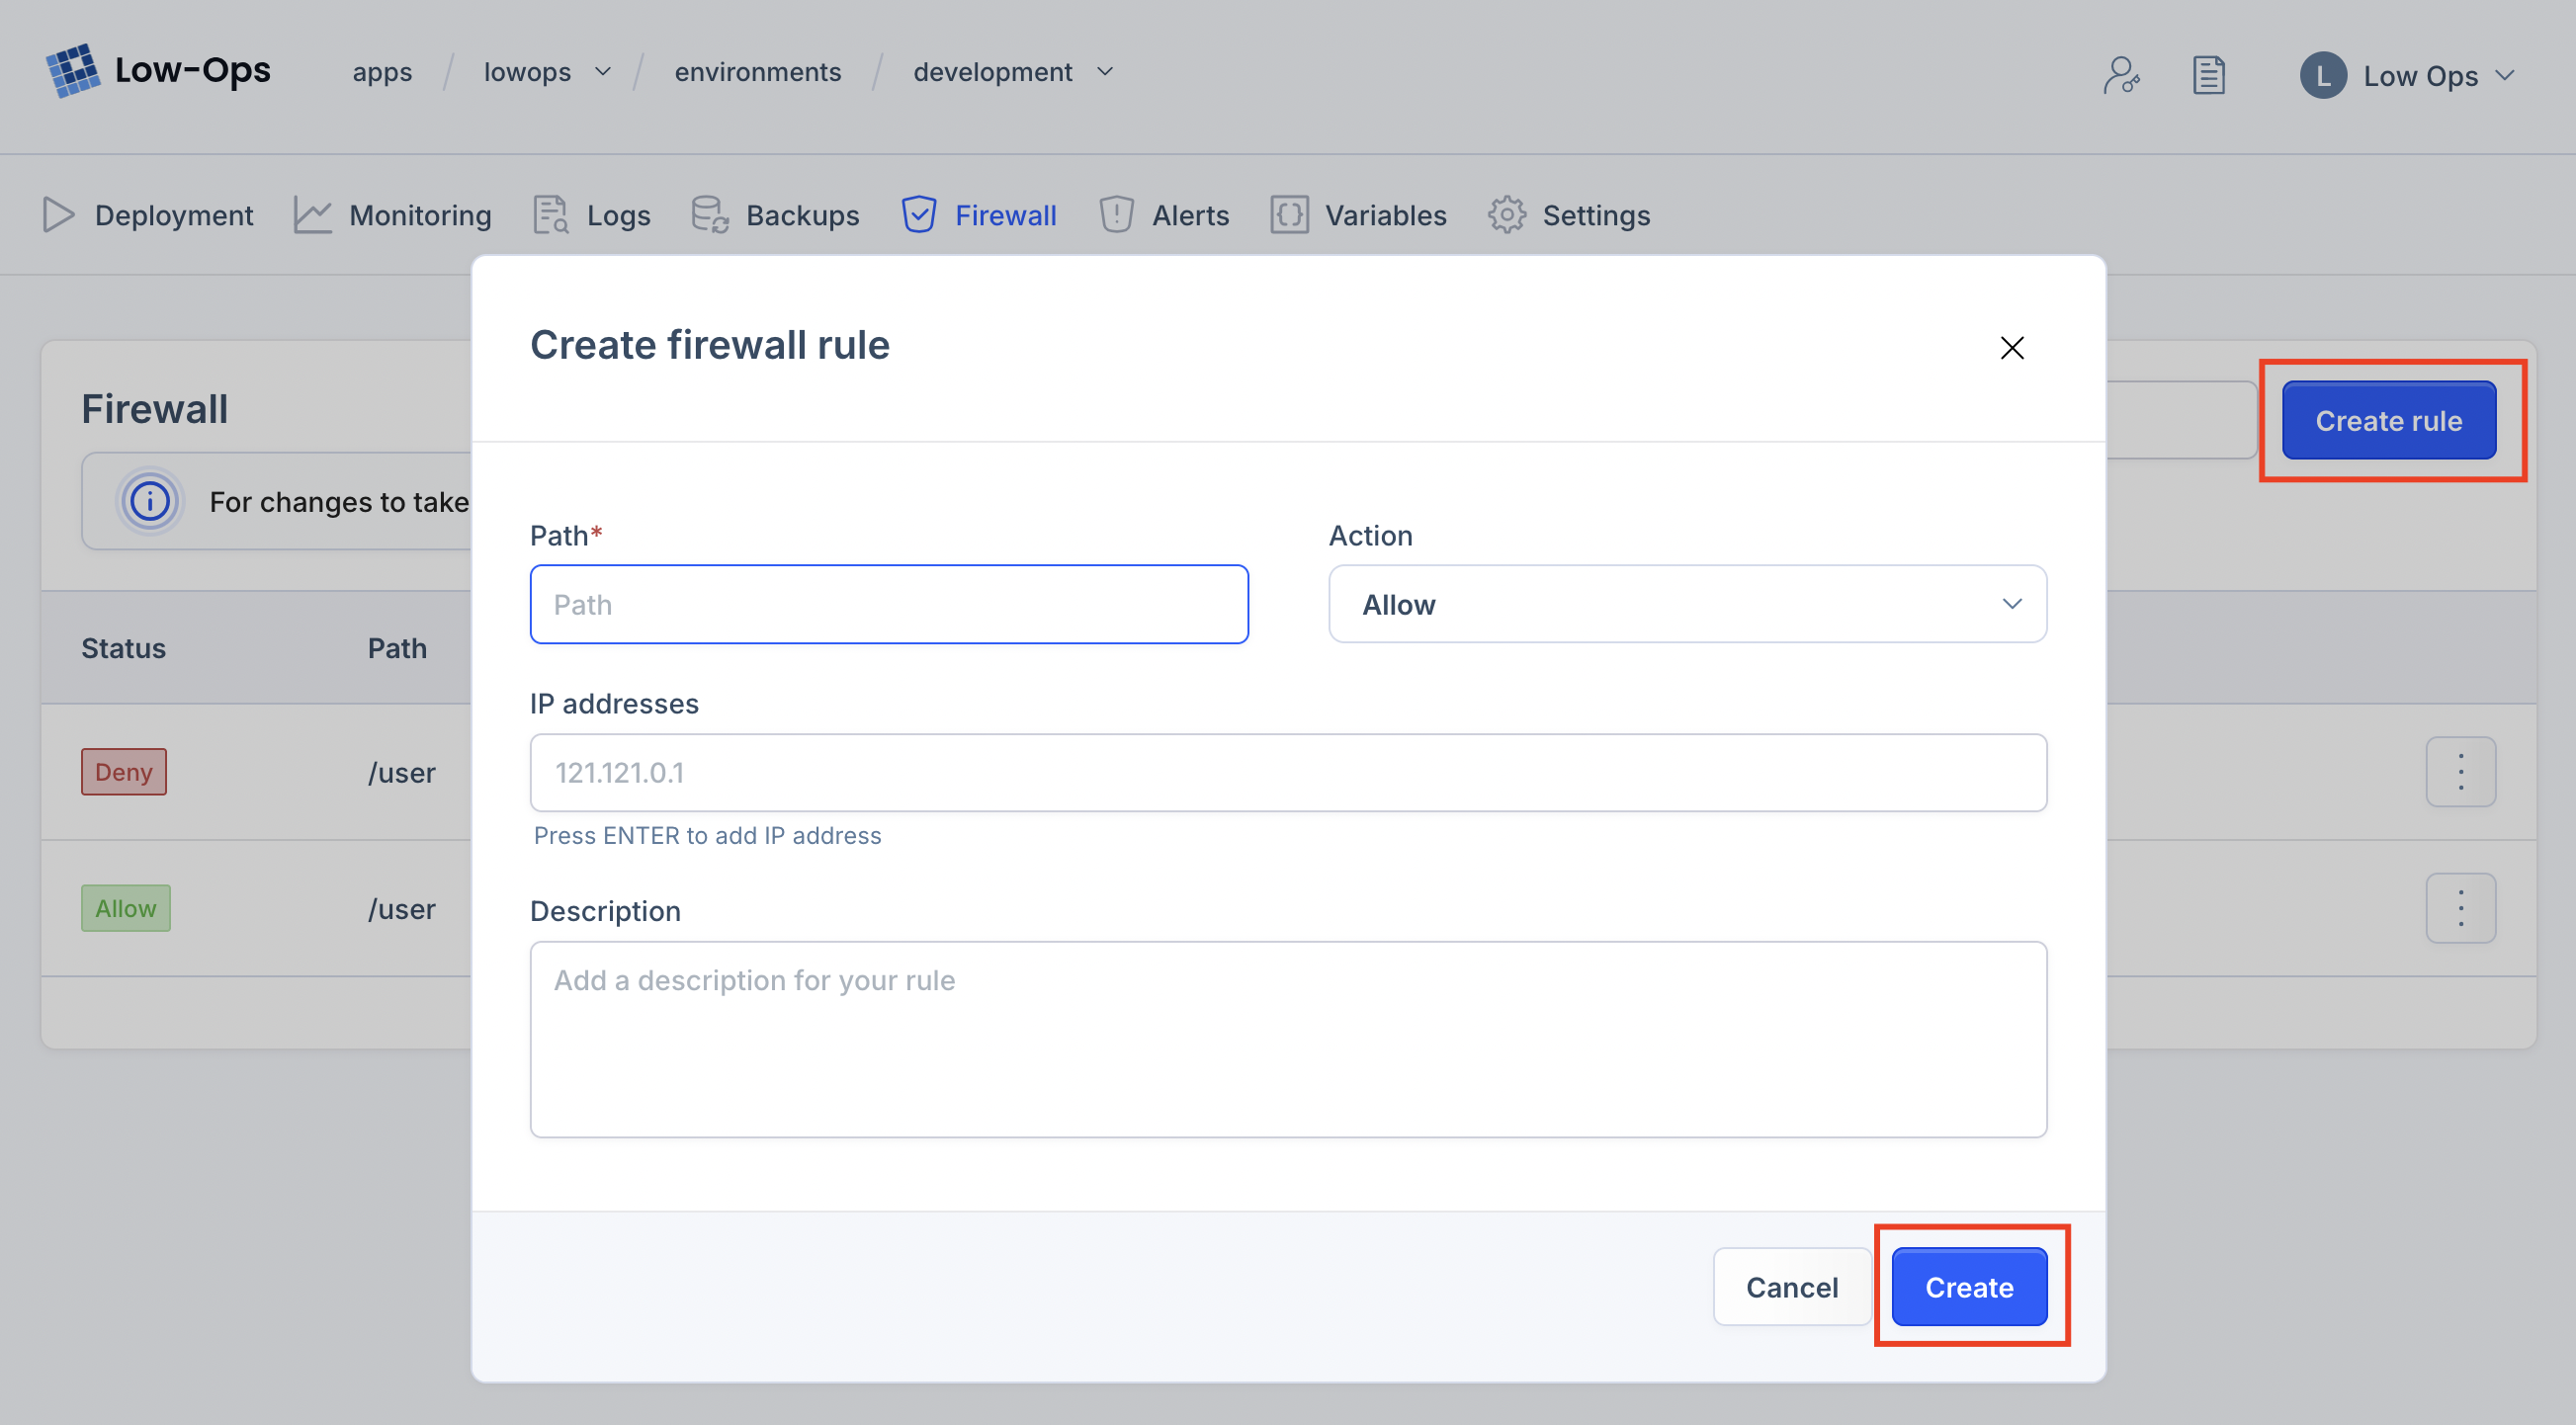 Low-Ops apps / lowops / environments / development L Low Ops
Deployment Monitoring Logs Backups Firewall Alerts Variables Settings
Create firewall rule
Firewall
Create rule
For changes to take
Path* Action
Path Allow
Status Path
IP addresses
121.121.0.1
Deny /user
Press ENTER to add IP address
Allow /user
Description
Add a description for your rule
Cancel Create